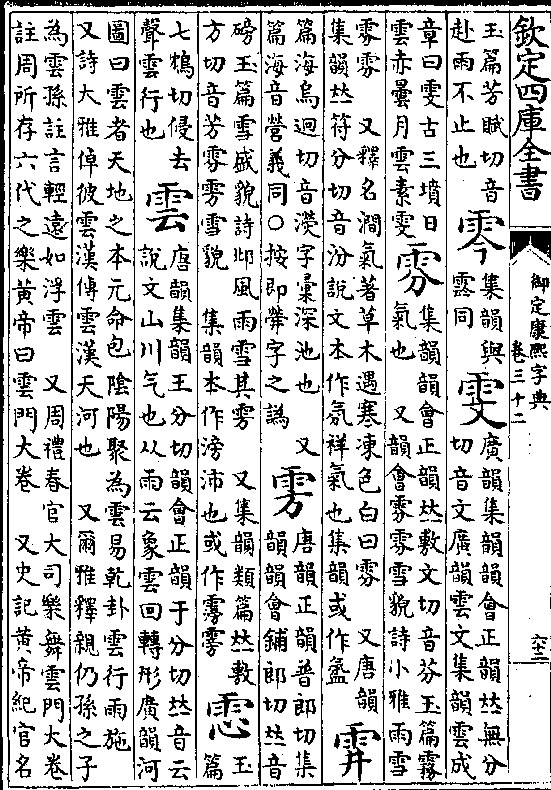 欽定四庫全書
御定康熙字典
卷三十二
玉篇芳賦切音
赴雨不止也
雸
集韻與
霠同
雯
廣韻集韻韻會正韻𠀤無分
切音文廣韻雲文集韻雲成
章曰雯古三墳日
雲赤曇月雲素雯
雰
集韻韻會正韻𠀤敷文切音芬玉篇霧
氣也 又韻會雰雰雪貌詩小雅雨雪
雰雰 又釋名潤氣著草木遇寒凍色白曰雰 又唐韻
集韻𠀤符分切音汾說文本作氛祥氣也集韻或作氳
䨍
篇海烏迥切音濙字彙深池也 又
篇海音營義同○按卽䍔字之譌
雱
唐韻正韻普郎切集
韻韻會鋪郎切𠀤音
磅玉篇雪盛貌詩邶風雨雪其雱 又集韻類篇𠀤敷
方切音芳雱雱雪貌 集韻本作滂沛也或作霶䨦
玉
篇
七鴆切侵去
聲雲行也
雲
唐韻集韻王分切韻會正韻于分切𠀤音云
說文山川气也从雨云象雲回轉形廣韻河
圖曰雲者天地之本元命包陰陽聚為雲易乾卦雲行雨施
又詩大雅倬彼雲漢傳雲漢天河也 又爾雅釋親仍孫之子
為雲孫註言輕遠如浮雲 又周禮春官大司樂舞雲門大卷
註周所存六代之樂黃帝曰雲門大卷 又史記黃帝紀官名